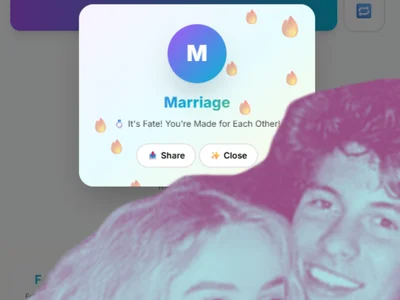 M
Marriage
💍 It's Fate! You're Made for Each Other!
Share
✨ Close
F